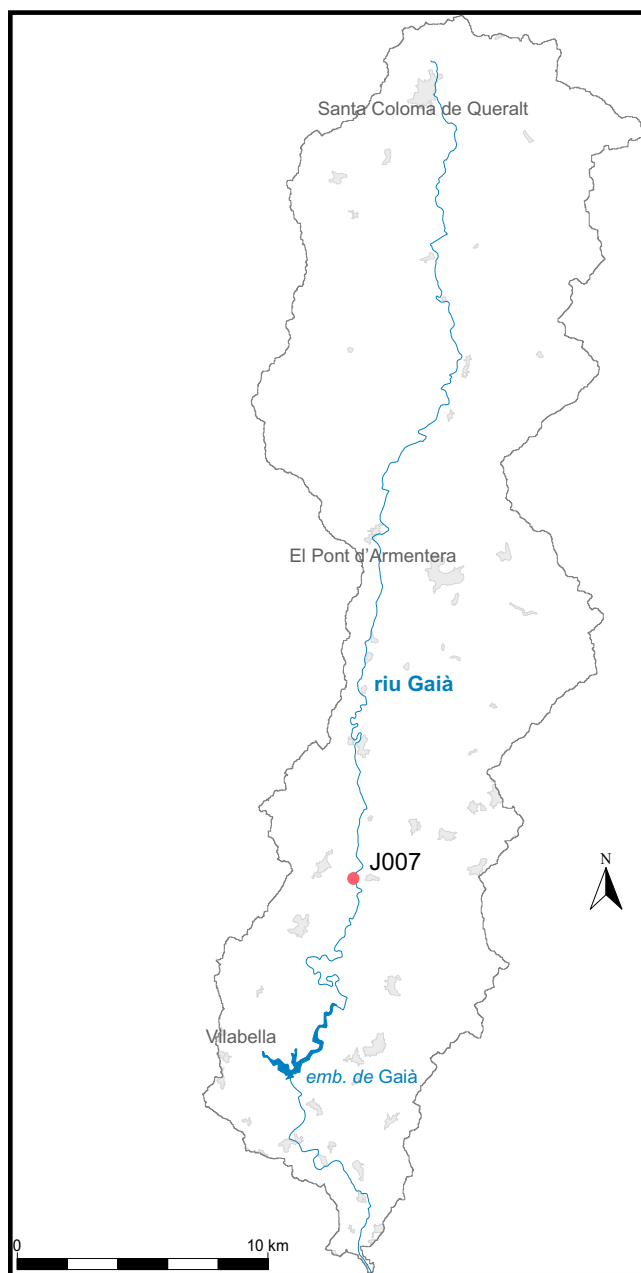 Santa Coloma de Queralt
El Pont d'Armentera
riu Gaià
J007
N
Vilabella
emb. de Gaià
0 10 km